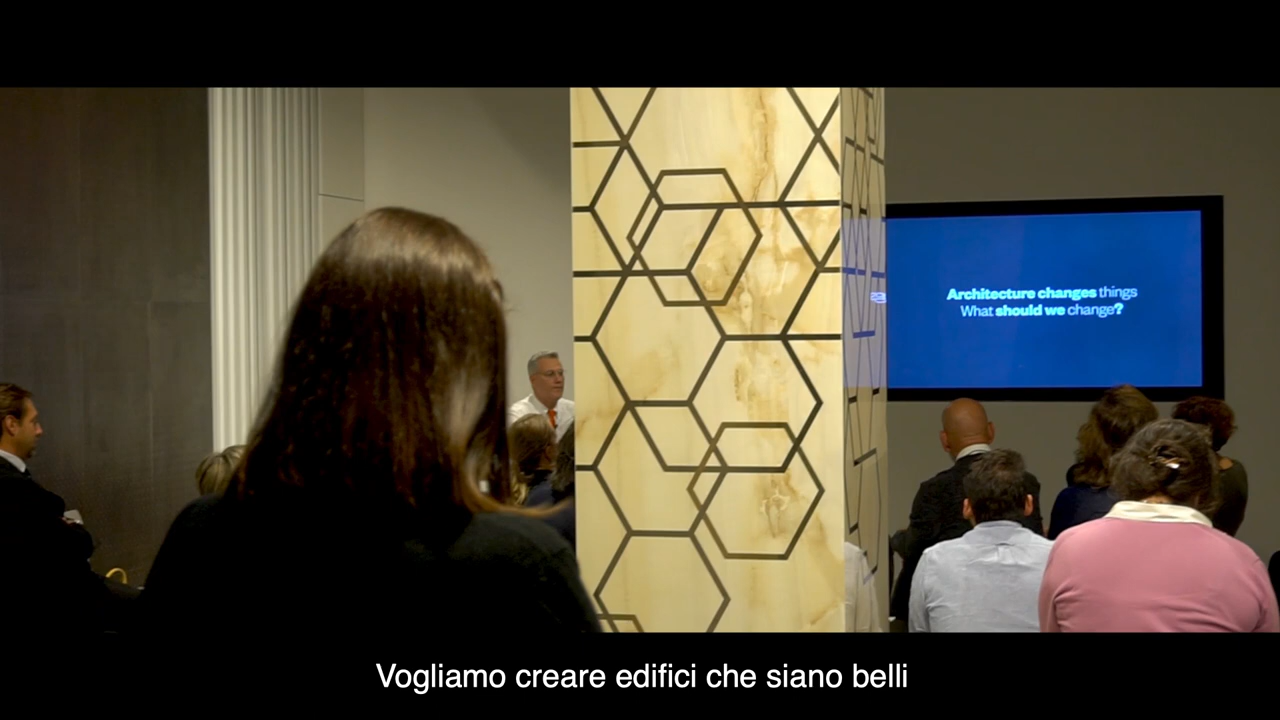 Architecture changes things
What should we change?
Vogliamo creare edifici che siano belli